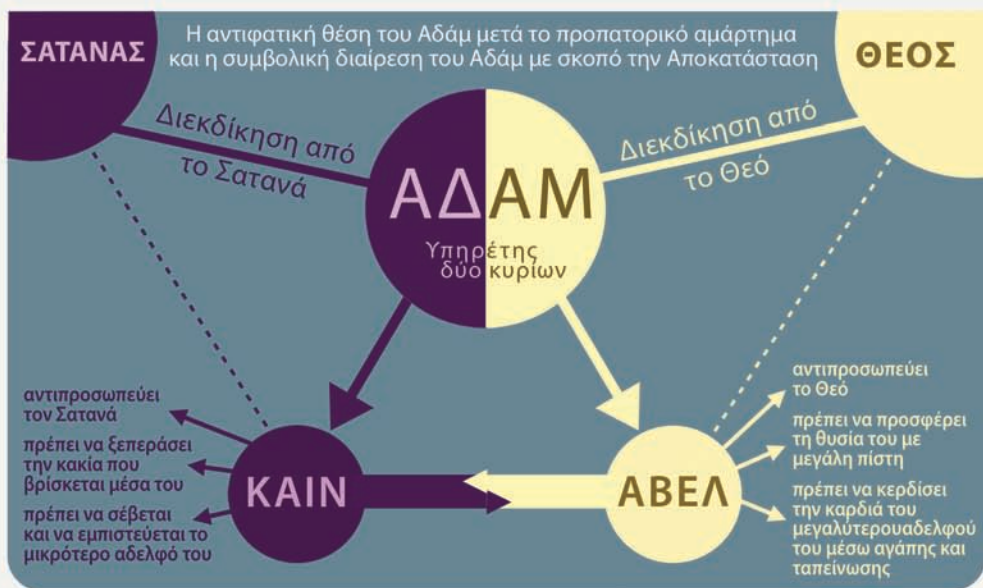 ΣΑΤΑΝΑΣ
Η αντιφατική θέση του Αδάμ μετά το προπατορικό αμάρτημα
και η συμβολική διαίρεση του Αδάμ με σκοπό την Αποκατάσταση
ΘΕΟΣ
Διεκδίκηση από
το Σατανά
Διεκδίκηση από
το Θεό
ΑΔΑΜ
Υπηρέτης
δύο κυρίων
αντιπροσωπεύει
τον Σατανά
πρέπει να ξεπεράσει
την κακία που
βρίσκεται μέσα του
πρέπει να σέβεται
και να εμπιστεύεται το
μικρότερο αδελφό του
ΚΑΙΝ
ΑΒΕΛ
αντιπροσωπεύει
το Θεό
πρέπει να προσφέρει
τη θυσία του με
μεγάλη πίστη
πρέπει να κερδίσει
την καρδιά του
μεγαλύτερουαδελφού
του μέσω αγάπης και
ταπείνωσης